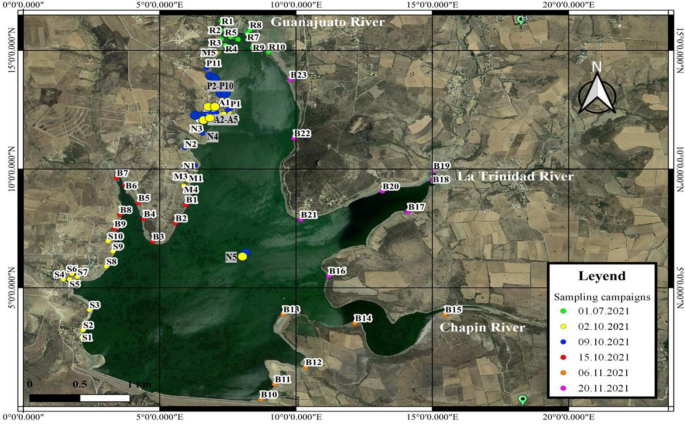 0°0'0.000"N 5°0'0.000"N 10°0'0.000"N 15°0'0.000"N 20°0'0.000"N
R1
Guanajuato River
R2 R5 R8
R3 R7
M5 R4 R9 R10
P11
N
P2-P10
B23
A1 P1
A2-A5
N3
N4
B22
N2
N1
B19
La Trinidad River
B7 M3 M1 B18
B6 M4 B20
B5 B1
B8 B4 B2 B21 B17
B9
S10 B3
S9
N5
S8
S6 S7
S4
S5
B16
Leyend
Sampling campaigns
01.07.2021
02.10.2021
09.10.2021
15.10.2021
06.11.2021
20.11.2021
S3
B13 B15
B14
Chapin River
S2
S1
B12
B11
B10
0 0.5 1 km
15°0'0.000"N
10°0'0.000"N
5°0'0.000"N
0°0'0.000"N
15°0'0.000"N
10°0'0.000"N
5°0'0.000"N
0°0'0.000"N
0°0'0.000"N 5°0'0.000"N 10°0'0.000"N 15°0'0.000"N 20°0'0.000"N